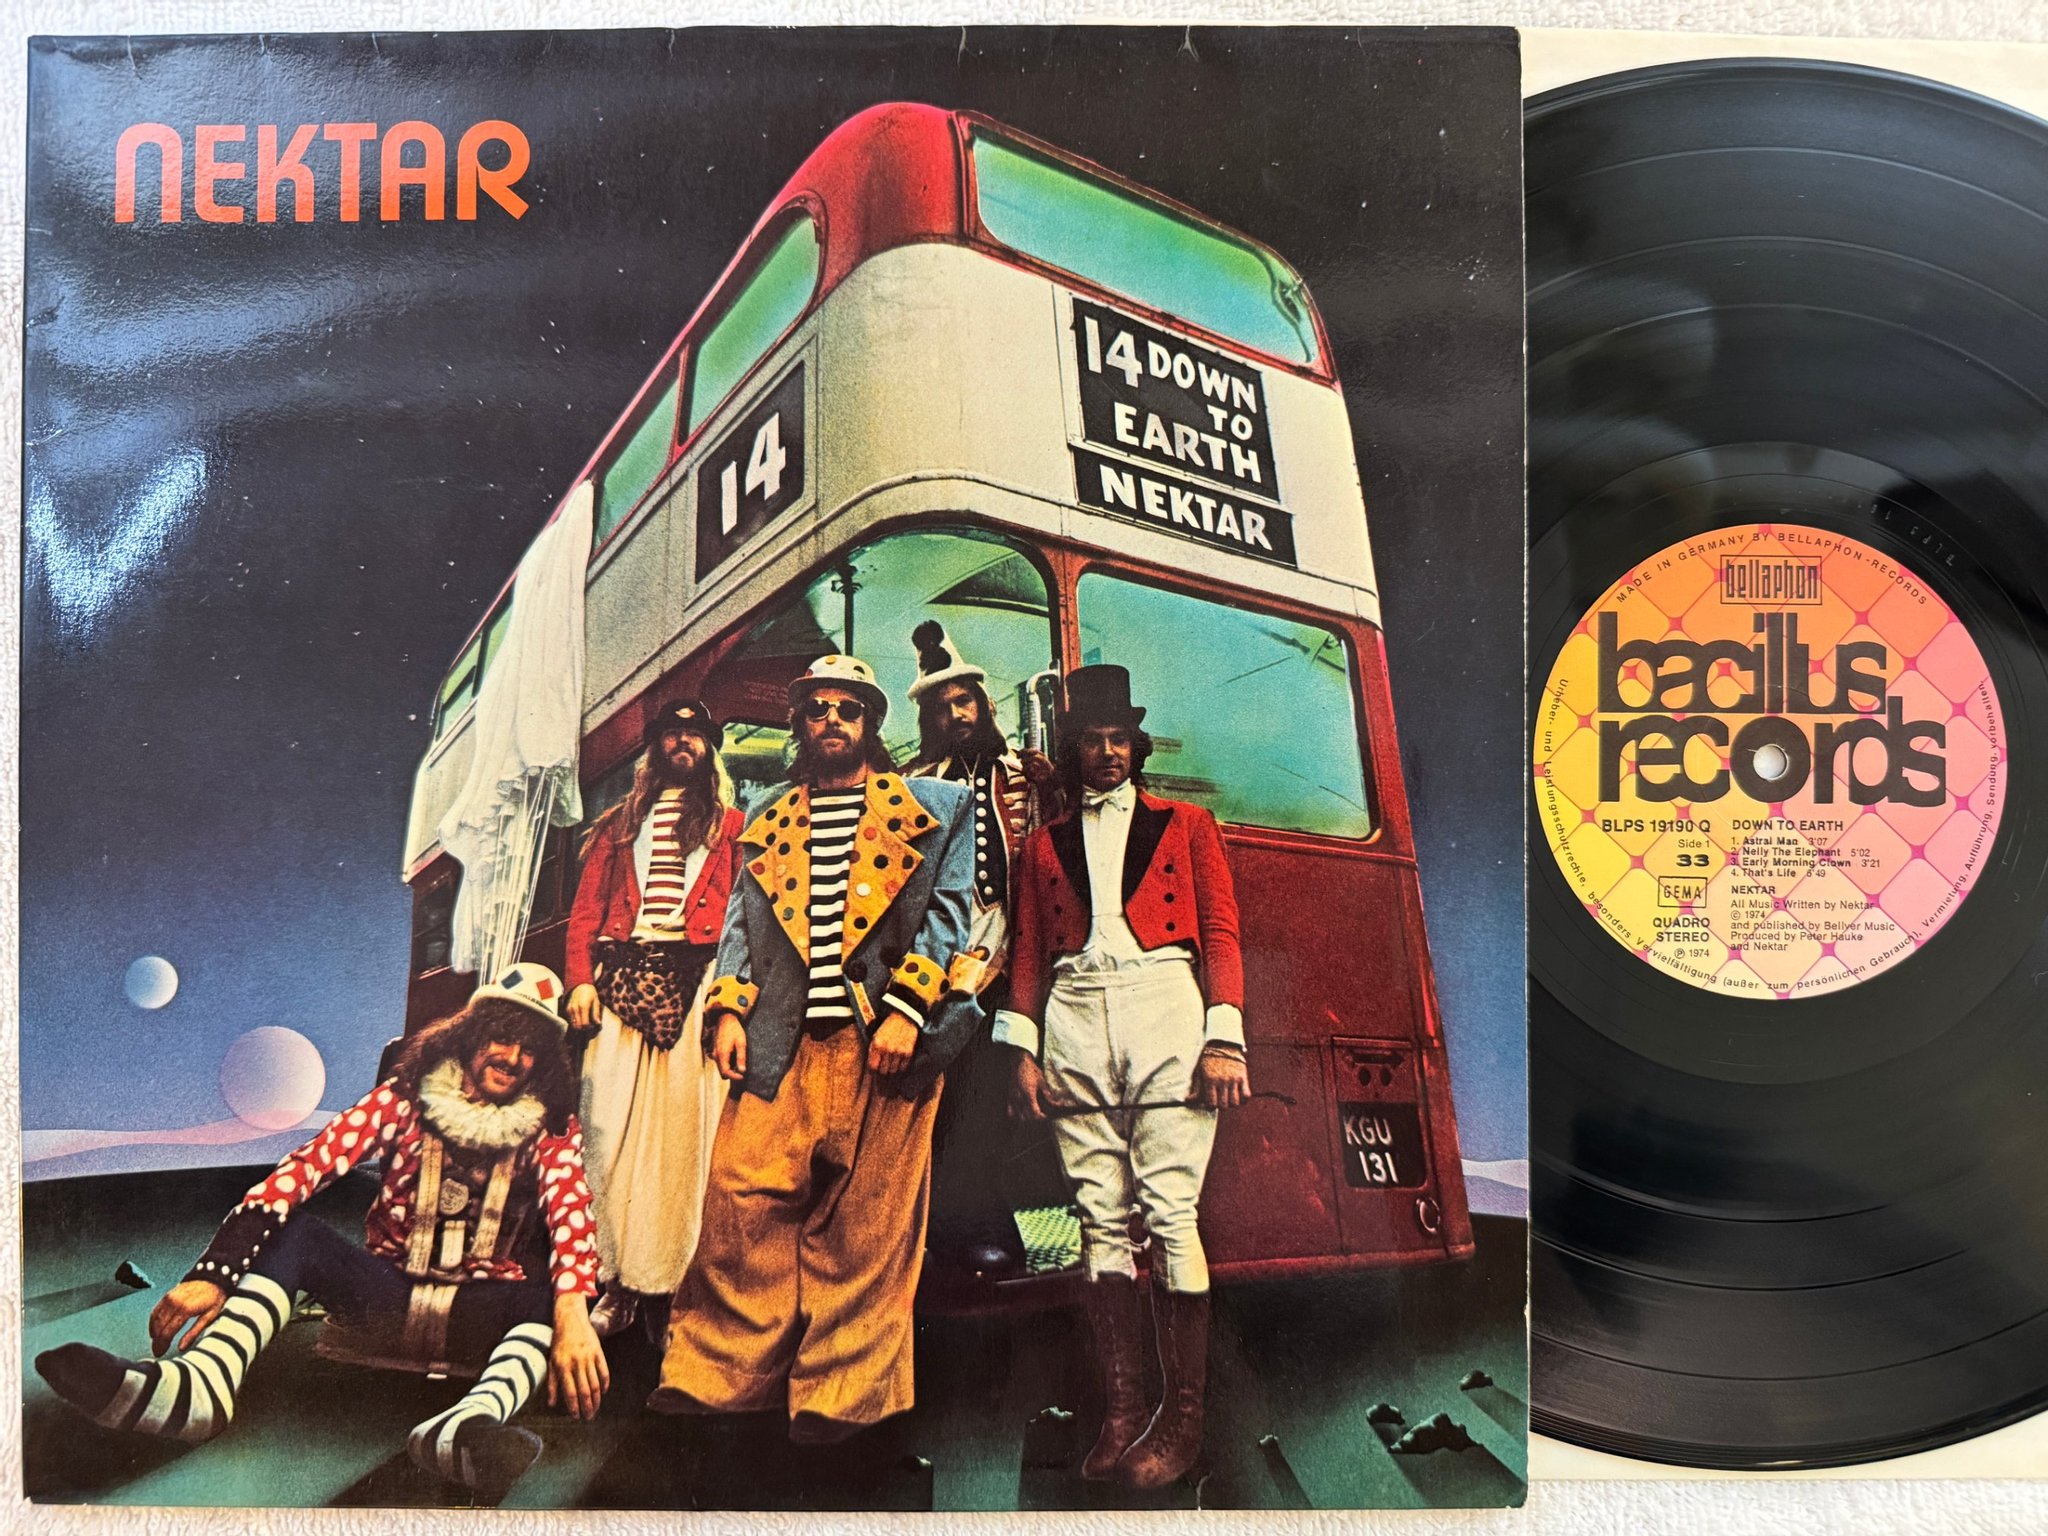 NEKTAR
14
14 DOWN
TO
EARTH
NEKTAR
KGU
131
MADE IN GERMANY BY BELLAPHON-RECORDS
bellaphon
bacillus
records
BLPS 19190 Q DOWN TO EARTH
Side 1
33
1. Astral Man 3'07
2. Nelly The Elephant 5'02
3. Early Morning Clown 3'21
4. That's Life 6'49
GEMA
NEKTAR
All Music Written by Nektar
© 1974
and published by Bellver Music
Produced by Peter Hauke
and Nektar
QUADRO
STEREO
℗ 1974
Urheber- und Leistungsschutzrechte, besonders Vervielfältigung (außer zum persönlichen Gebrauch), Vermietung, Aufführung, Sendung, vorbehalten.